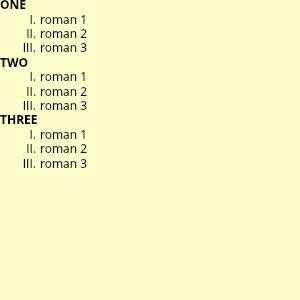 ONE
I. roman 1
II. roman 2
III. roman 3
TWO
I. roman 1
II. roman 2
III. roman 3
THREE
I. roman 1
II. roman 2
III. roman 3